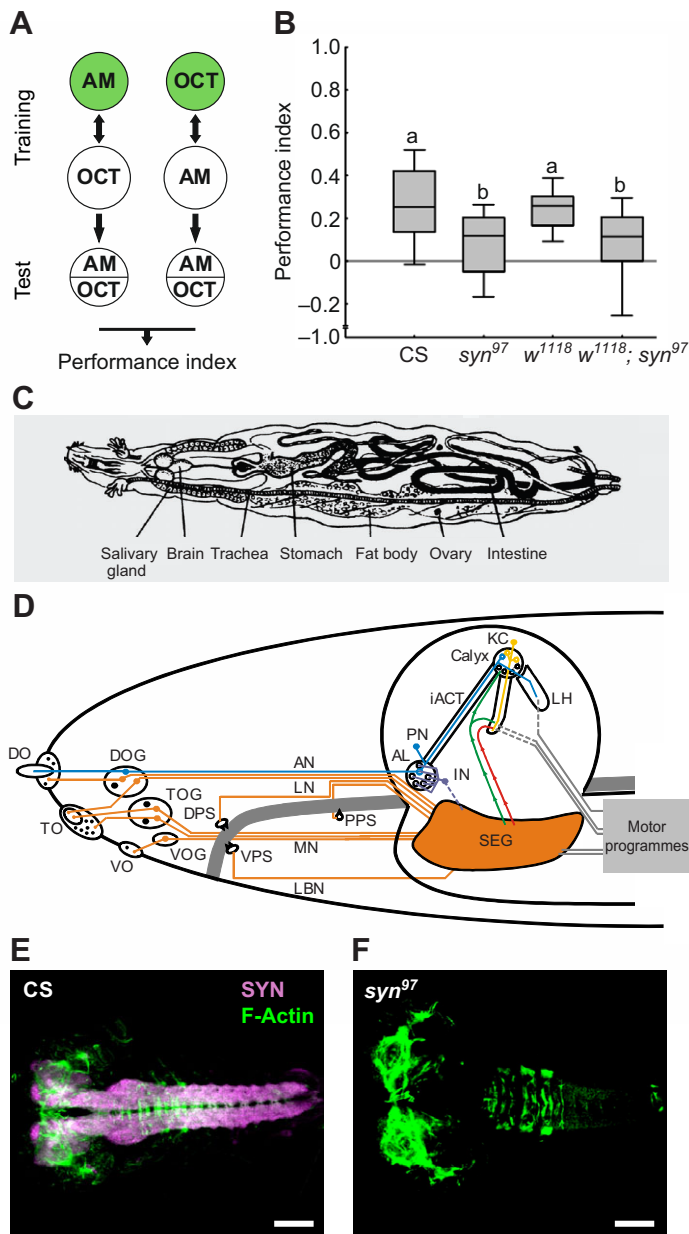 A
Training
AM
OCT
OCT
AM
Test
AM
OCT
AM
OCT
Performance index
B
Performance index
1.0
0.8
0.6
0.4
0.2
0
–0.2
–1.0
a
b
a
b
CS
syn97
w1118
w1118; syn97
C
Salivary gland
Brain
Trachea
Stomach
Fat body
Ovary
Intestine
D
KC
Calyx
iACT
LH
PN
AL
IN
DO
DOG
AN
LN
TOG
DPS
PPS
TO
SEG
Motor
programmes
VOG
VPS
MN
VO
LBN
E
CS
SYN
F-Actin
F
syn97